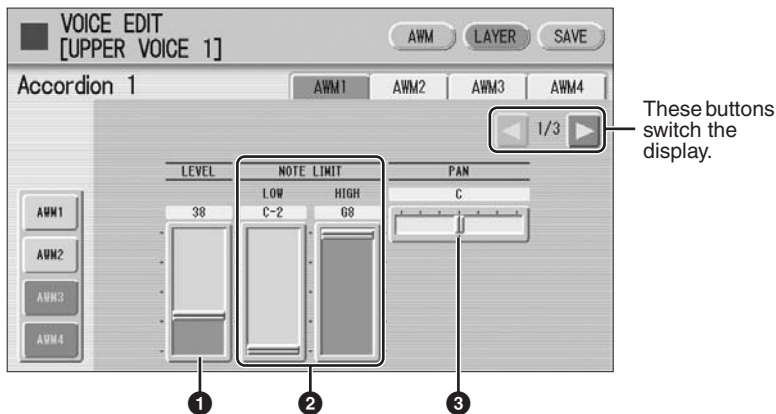 VOICE EDIT
[UPPER VOICE 1]
AWM LAYER SAVE
Accordion 1
AWM1 AWM2 AWM3 AWM4
1/3
These buttons
switch the
display.
LEVEL NOTE LIMIT PAN
LOW HIGH C
38 C-2 G8
AWM1
AWM2
AWM3
AWM4
1 2 3